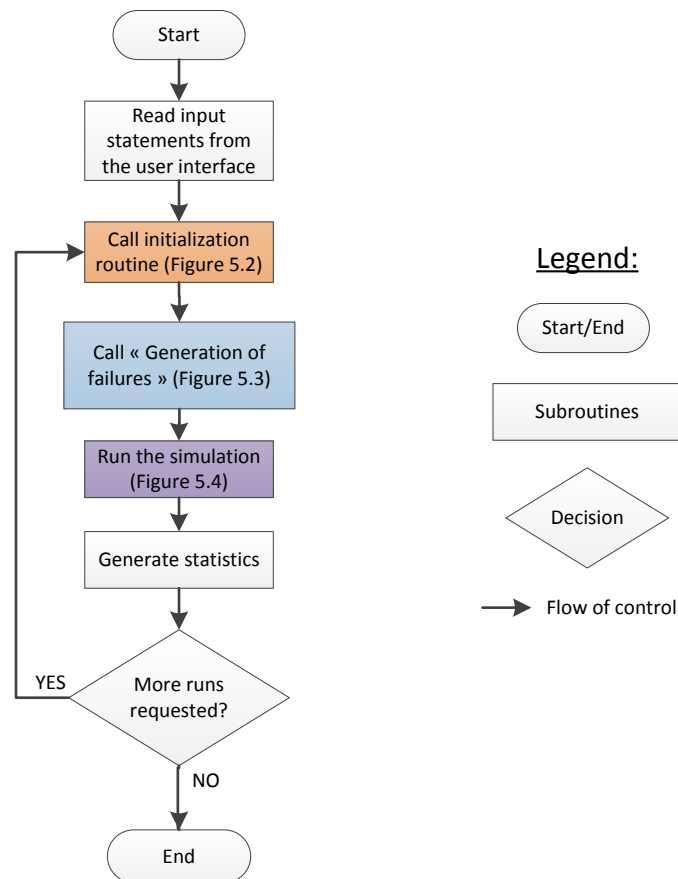 Start
Read input
statements from
the user interface
Call initialization
routine (Figure 5.2)
Call « Generation of
failures » (Figure 5.3)
Run the simulation
(Figure 5.4)
Generate statistics
More runs
requested?
YES
NO
End
Legend:
Start/End
Subroutines
Decision
Flow of control